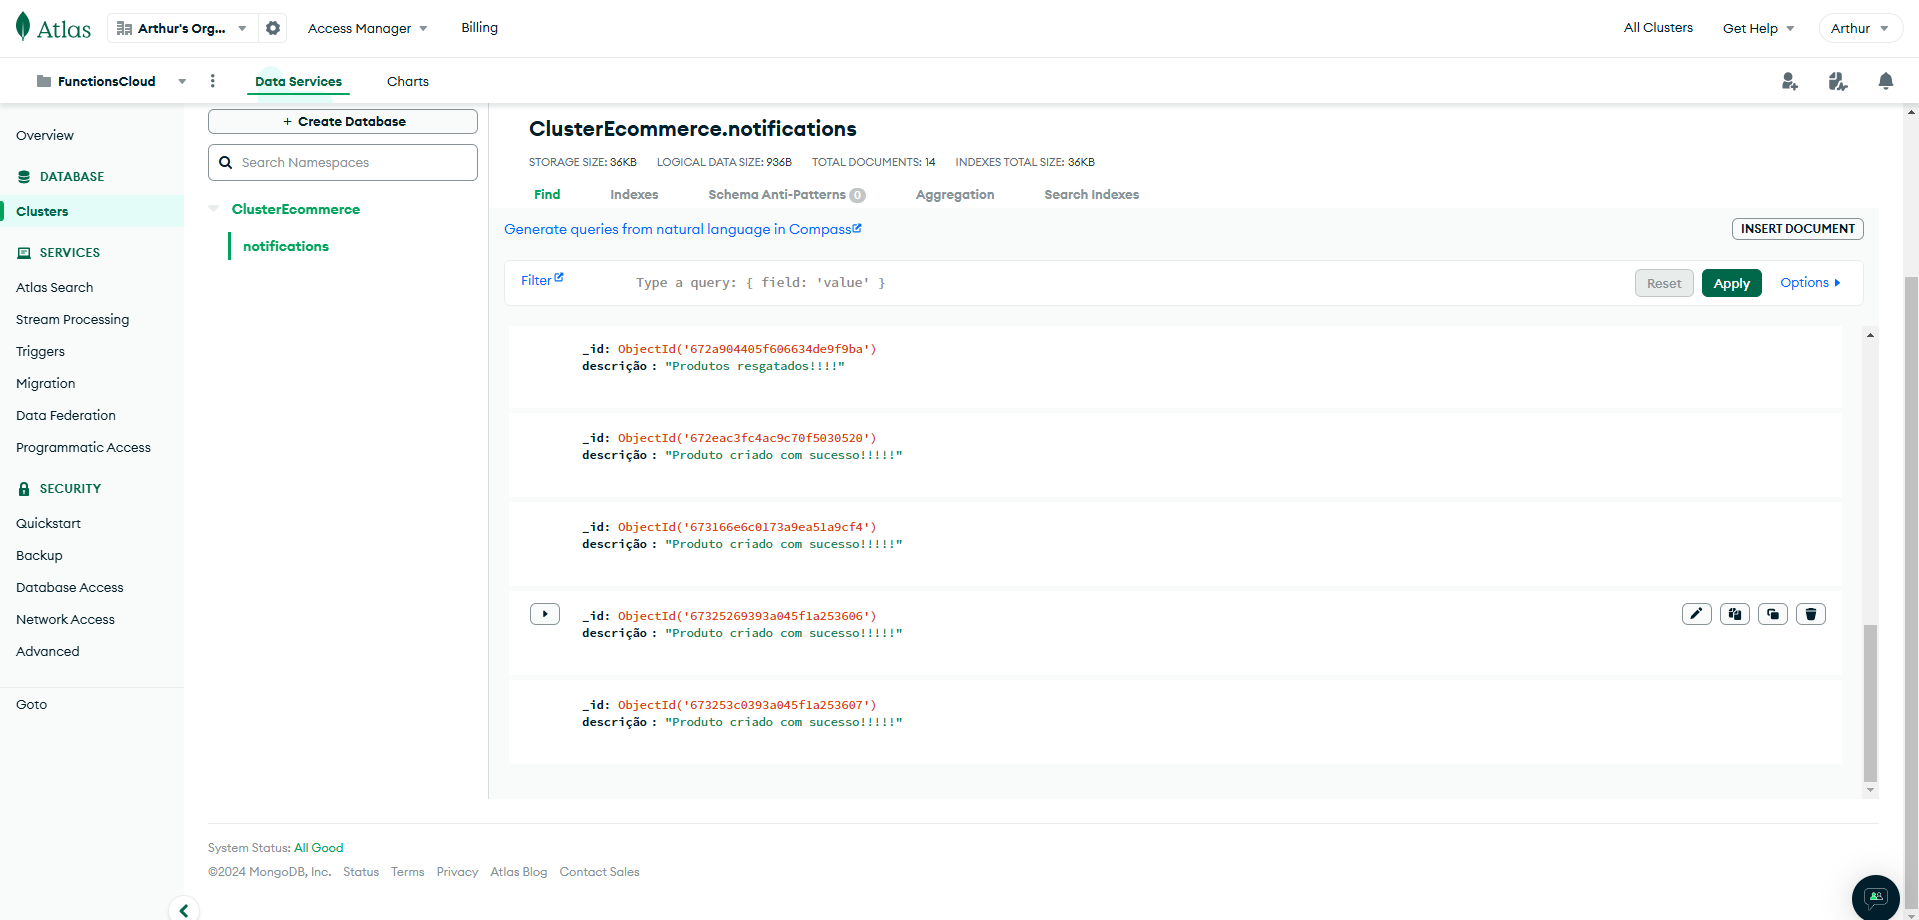 Atlas
Arthur's Org...
Access Manager
Billing
All Clusters
Get Help
Arthur
FunctionsCloud
Data Services
Charts
Overview
DATABASE
Clusters
SERVICES
Atlas Search
Stream Processing
Triggers
Migration
Data Federation
Programmatic Access
SECURITY
Quickstart
Backup
Database Access
Network Access
Advanced
Goto
+ Create Database
Search Namespaces
ClusterEcommerce
notifications
ClusterEcommerce.notifications
STORAGE SIZE: 36KB LOGICAL DATA SIZE: 936B TOTAL DOCUMENTS: 14 INDEXES TOTAL SIZE: 36KB
Find Indexes Schema Anti-Patterns 0 Aggregation Search Indexes
Generate queries from natural language in Compass
INSERT DOCUMENT
Filter
Type a query: { field: 'value' }
Reset
Apply
Options
_id: ObjectId('672a904405f606634de9f9ba')
descrição : "Produtos resgatados!!!!"
_id: ObjectId('672eac3fc4ac9c70f5030520')
descrição : "Produto criado com sucesso!!!!!"
_id: ObjectId('673166e6c0173a9ea51a9cf4')
descrição : "Produto criado com sucesso!!!!!"
_id: ObjectId('67325269393a045f1a253606')
descrição : "Produto criado com sucesso!!!!!"
_id: ObjectId('673253c0393a045f1a253607')
descrição : "Produto criado com sucesso!!!!!"
System Status: All Good
©2024 MongoDB, Inc. Status Terms Privacy Atlas Blog Contact Sales